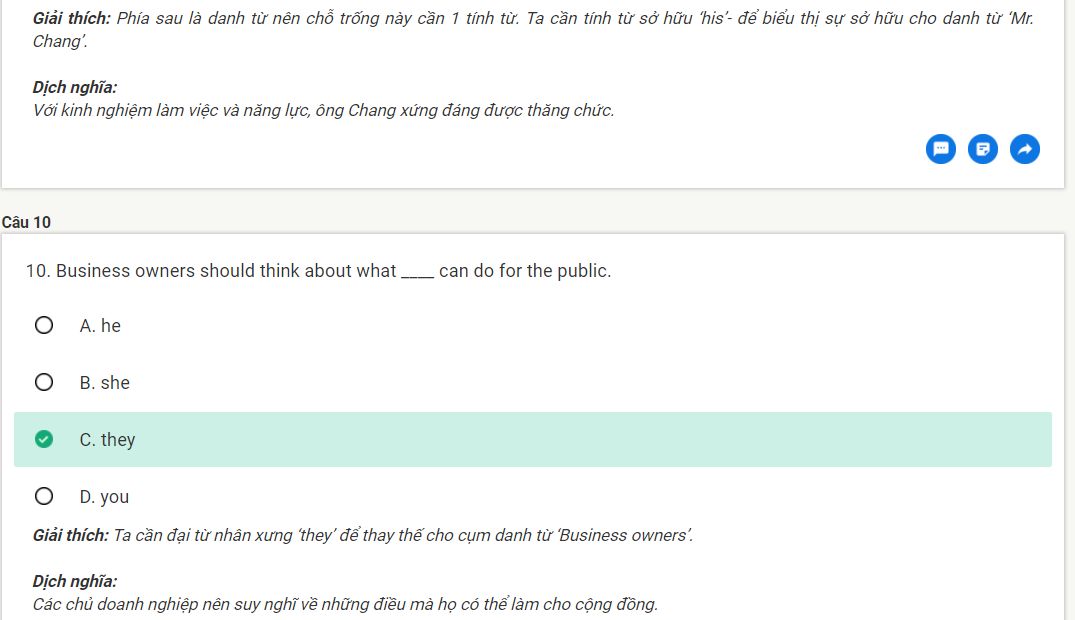 Giải thích: Phía sau là danh từ nên chỗ trống này cần 1 tính từ. Ta cần tính từ sở hữu ‘his’- để biểu thị sự sở hữu cho danh từ ‘Mr.
Chang’.
Dịch nghĩa:
Với kinh nghiệm làm việc và năng lực, ông Chang xứng đáng được thăng chức.
Câu 10
10. Business owners should think about what ____ can do for the public.
A. he
B. she
C. they
D. you
Giải thích: Ta cần đại từ nhân xưng ‘they’ để thay thế cho cụm danh từ ‘Business owners’.
Dịch nghĩa:
Các chủ doanh nghiệp nên suy nghĩ về những điều mà họ có thể làm cho cộng đồng.